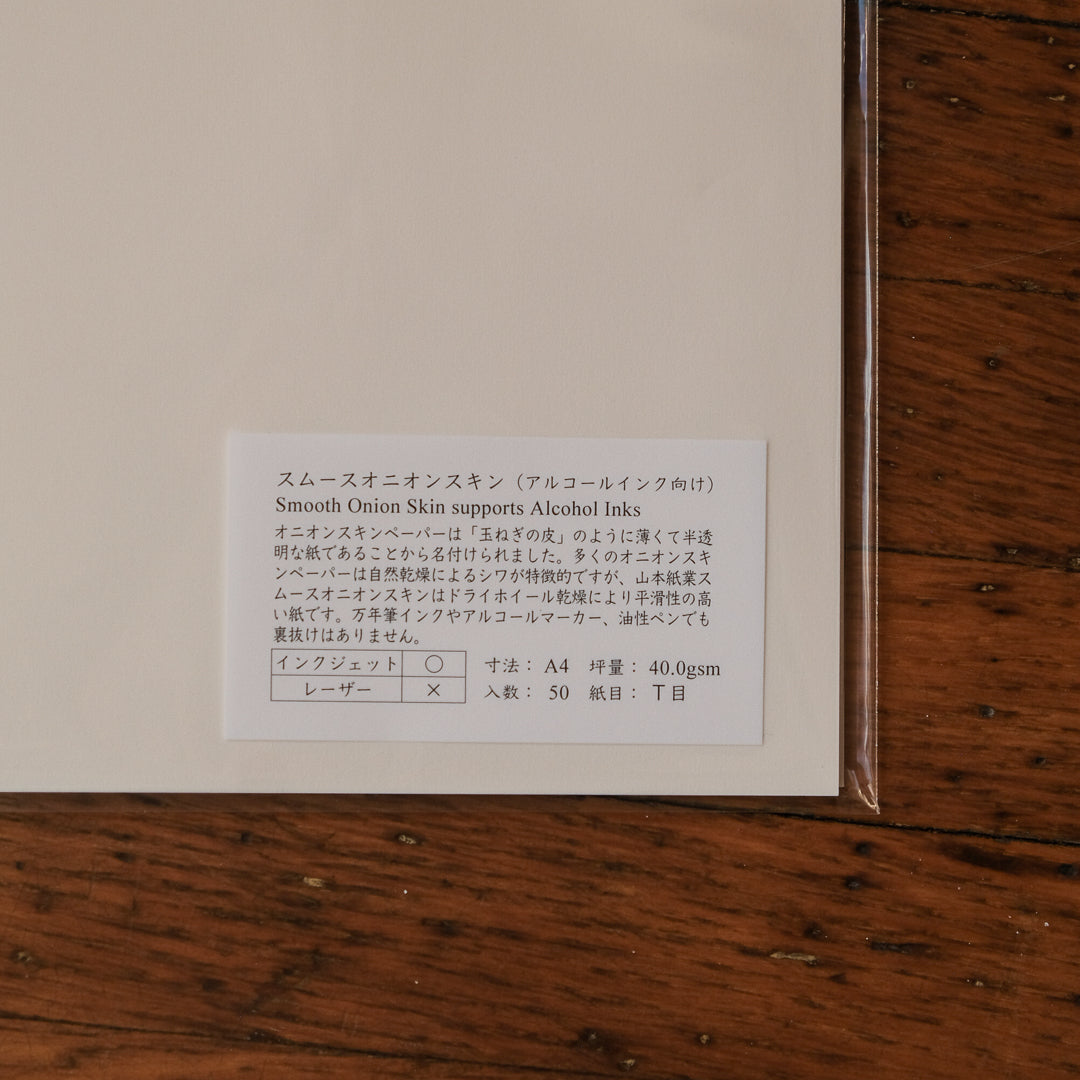 スムースオニオンスキン（アルコールインク向け）
Smooth Onion Skin supports Alcohol Inks
オニオンスキンペーパーは「玉ねぎの皮」のように薄くて半透
明な紙であることから名付けられました。多くのオニオンスキ
ンペーパーは自然乾燥によるシワが特徴的ですが、山本紙業ス
ムースオニオンスキンはドライホイール乾燥により平滑性の高
い紙です。万年筆インクやアルコールマーカー、油性ペンでも
裏抜けはありません。
インクジェット ○ 寸法： A4 坪量： 40.0gsm
レーザー × 入数： 50 紙目： T目